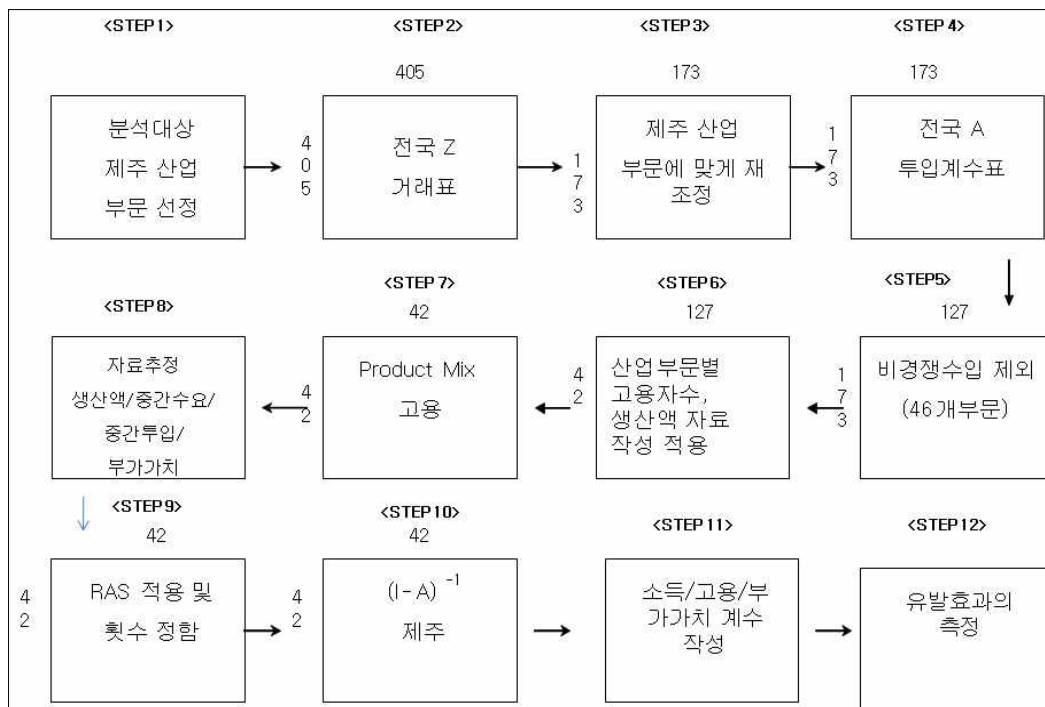 <STEP1>
<STEP2>
<STEP3>
<STEP4>
405
173
173
분석대상
제주 산업
부문 선정
4
0
5
전국 Z
거래표
1
7
3
제주 산업
부문에 맞게 재
조정
1
7
3
전국 A
투입계수표
<STEP8>
<STEP7>
<STEP6>
<STEP5>
42
127
127
자료추정
생산액/중간수요/
중간투입/
부가가치
4
2
Product Mix
고용
4
2
산업부문별
고용자수,
생산액 자료
작성 적용
1
7
3
비경쟁수입 제외
(46개부문)
<STEP9>
<STEP10>
<STEP11>
<STEP12>
42
42
4
2
RAS 적용 및
횟수 정함
4
2
(I-A) -1
제주
소득/고용/부
가가치 계수
작성
유발효과의
측정